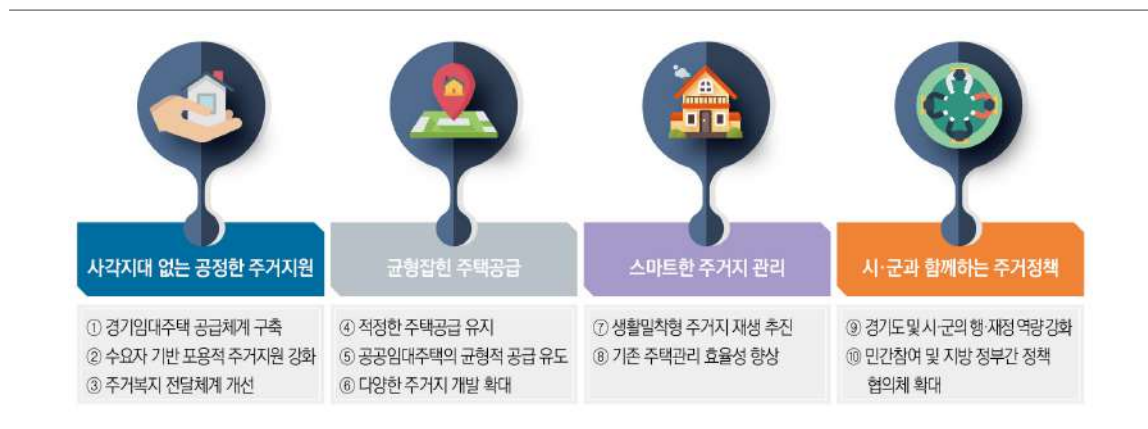 사각지대 없는 공정한 주거지원
① 경기임대주택 공급체계 구축
② 수요자 기반 포용적 주거지원 강화
③ 주거복지 전달체계 개선
균형잡힌 주택공급
④ 적정한 주택공급 유지
⑤ 공공임대주택의 균형적 공급 유도
⑥ 다양한 주거지 개발 확대
스마트한 주거지 관리
⑦ 생활밀착형 주거지 재생 추진
⑧ 기존 주택관리 효율성 향상
시·군과 함께하는 주거정책
⑨ 경기도 및 시·군의 행·재정 역량 강화
⑩ 민간참여 및 지방 정부간 정책
협의체 확대